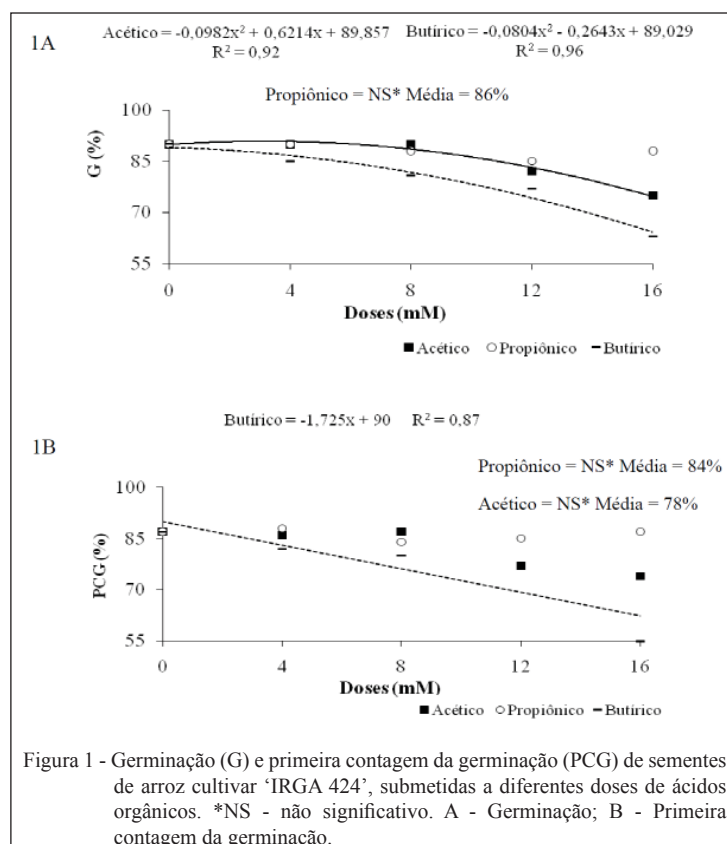 1A
Acético = -0,0982x² + 0,6214x + 89,857 Butírico = -0,0804x² - 0,2643x + 89,029
R² = 0,92 R² = 0,96
Propiônico = NS* Média = 86%
100
85
70
55
G (%)
0 4 8 12 16
Doses (mM)
■ Acético ○ Propiônico – Butírico
Butírico = -1,725x + 90 R² = 0,87
1B
Propiônico = NS* Média = 84%
Acético = NS* Média = 78%
100
85
70
55
PCG (%)
0 4 8 12 16
Doses (mM)
■ Acético ○ Propiônico – Butírico
Figura 1 - Germinação (G) e primeira contagem da germinação (PCG) de sementes
de arroz cultivar ‘IRGA 424’, submetidas a diferentes doses de ácidos
orgânicos. *NS - não significativo. A - Germinação; B - Primeira
contagem da germinação.